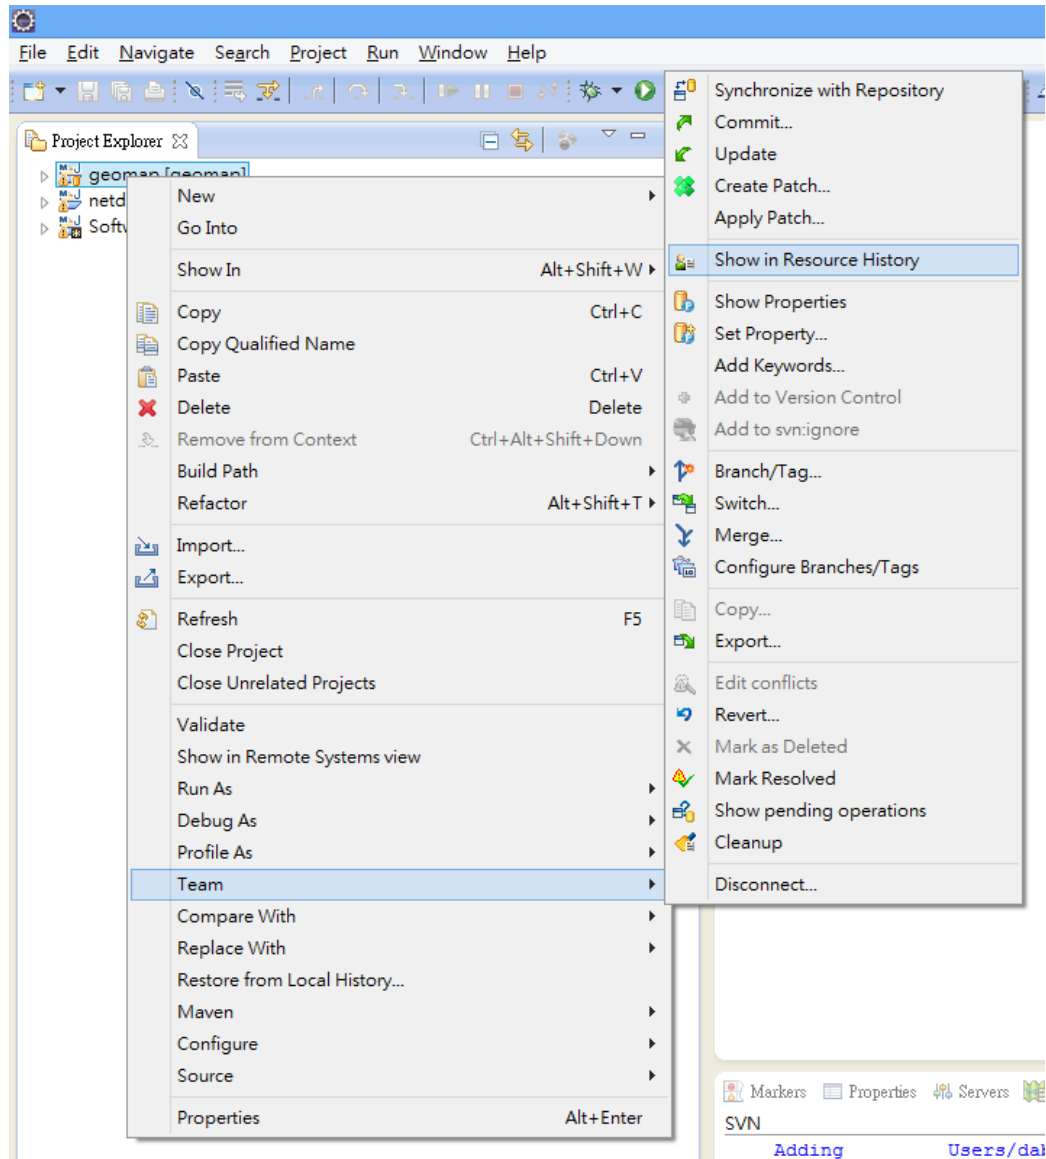 File Edit Navigate Search Project Run Window Help
Project Explorer
geomap [geomap]
New
Go Into
Show In Alt+Shift+W
Copy Ctrl+C
Copy Qualified Name
Paste Ctrl+V
Delete Delete
Remove from Context Ctrl+Alt+Shift+Down
Build Path
Refactor Alt+Shift+T
Import...
Export...
Refresh F5
Close Project
Close Unrelated Projects
Validate
Show in Remote Systems view
Run As
Debug As
Profile As
Team
Compare With
Replace With
Restore from Local History...
Maven
Configure
Source
Properties Alt+Enter
Synchronize with Repository
Commit...
Update
Create Patch...
Apply Patch...
Show in Resource History
Show Properties
Set Property...
Add Keywords...
Add to Version Control
Add to svn:ignore
Branch/Tag...
Switch...
Merge...
Configure Branches/Tags
Copy...
Export...
Edit conflicts
Revert...
Mark as Deleted
Mark Resolved
Show pending operations
Cleanup
Disconnect...
Markers Properties Servers
SVN
Adding Users/dab